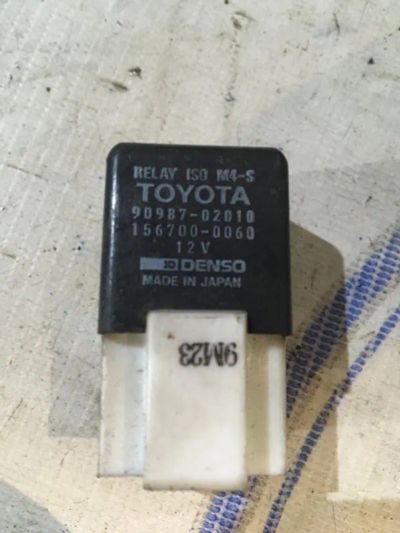 RELAY ISO M4-S
TOYOTA
90987-02010
156700-0060
12V
DENSO
MADE IN JAPAN
9M23